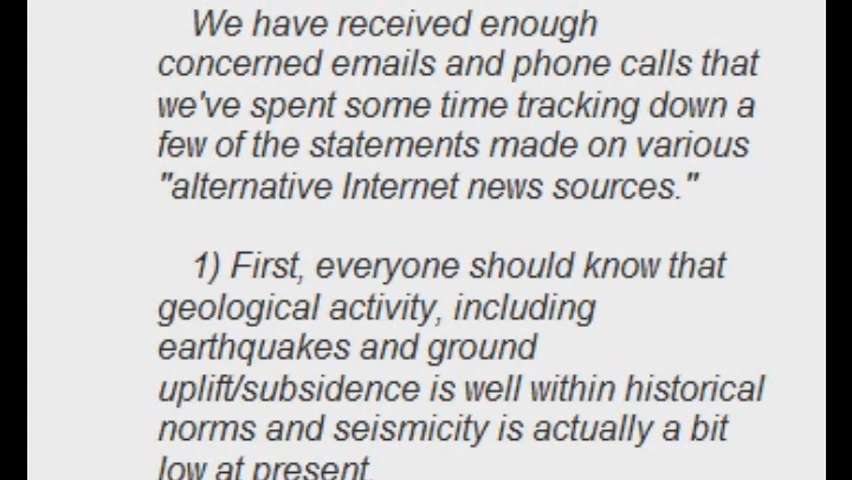 We have received enough
concerned emails and phone calls that
we've spent some time tracking down a
few of the statements made on various
"alternative Internet news sources."
1) First, everyone should know that
geological activity, including
earthquakes and ground
uplift/subsidence is well within historical
norms and seismicity is actually a bit
low at present.